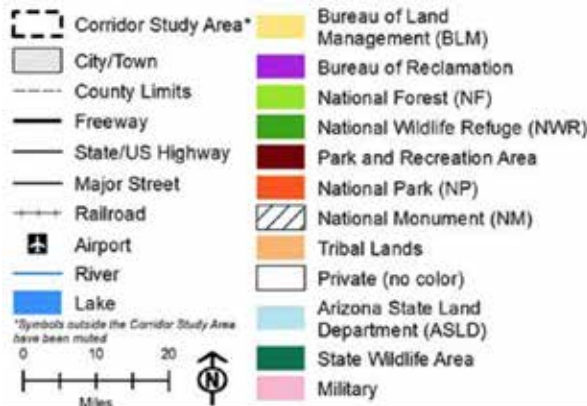 Corridor Study Area*
City/Town
County Limits
Freeway
State/US Highway
Major Street
Railroad
Airport
River
Lake
*Symbols outside the Corridor Study Area
have been muted
0 10 20
Miles
N
Bureau of Land
Management (BLM)
Bureau of Reclamation
National Forest (NF)
National Wildlife Refuge (NWR)
Park and Recreation Area
National Park (NP)
National Monument (NM)
Tribal Lands
Private (no color)
Arizona State Land
Department (ASLD)
State Wildlife Area
Military